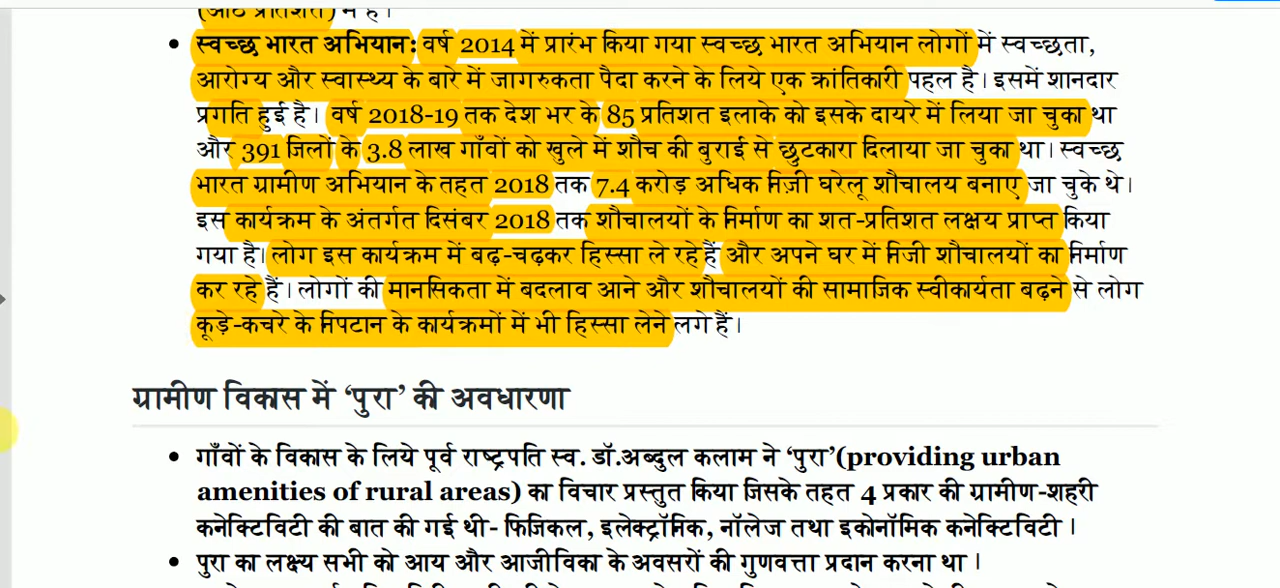 (आठ प्रतिशत) में है।
• स्वच्छ भारत अभियान: वर्ष 2014 में प्रारंभ किया गया स्वच्छ भारत अभियान लोगों में स्वच्छता,
आरोग्य और स्वास्थ्य के बारे में जागरुकता पैदा करने के लिये एक क्रांतिकारी पहल है। इसमें शानदार
प्रगति हुई है। वर्ष 2018-19 तक देश भर के 85 प्रतिशत इलाके को इसके दायरे में लिया जा चुका था
और 391 जिलों के 3.8 लाख गाँवों को खुले में शौच की बुराई से छुटकारा दिलाया जा चुका था। स्वच्छ
भारत ग्रामीण अभियान के तहत 2018 तक 7.4 करोड़ अधिक निज़ी घरेलू शौचालय बनाए जा चुके थे।
इस कार्यक्रम के अंतर्गत दिसंबर 2018 तक शौचालयों के निर्माण का शत-प्रतिशत लक्षय प्राप्त किया
गया है। लोग इस कार्यक्रम में बढ़-चढ़कर हिस्सा ले रहे हैं और अपने घर में निजी शौचालयों का निर्माण
कर रहे हैं। लोगों की मानसिकता में बदलाव आने और शौचालयों की सामाजिक स्वीकार्यता बढ़ने से लोग
कूड़े-कचरे के निपटान के कार्यक्रमों में भी हिस्सा लेने लगे हैं।
ग्रामीण विकास में ‘पुरा’ की अवधारणा
• गाँवों के विकास के लिये पूर्व राष्ट्रपति स्व. डॉ.अब्दुल कलाम ने ‘पुरा’(providing urban
amenities of rural areas) का विचार प्रस्तुत किया जिसके तहत 4 प्रकार की ग्रामीण-शहरी
कनेक्टिविटी की बात की गई थी- फिजिकल, इलेक्ट्रॉनिक, नॉलेज तथा इकोनॉमिक कनेक्टिविटी ।
• पुरा का लक्ष्य सभी को आय और आजीविका के अवसरों की गुणवत्ता प्रदान करना था ।